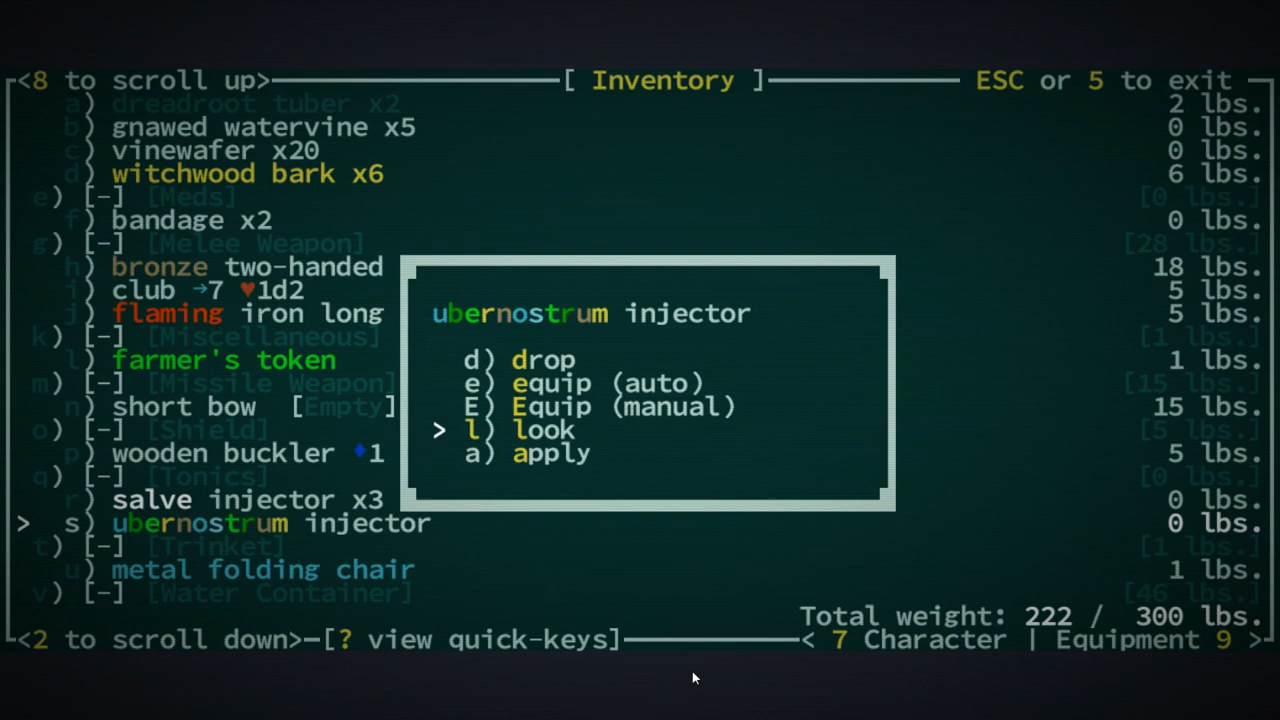 <8 to scroll up> [ Inventory ] ESC or 5 to exit
a) dreadroot tuber x2 2 lbs.
b) gnawed watervine x5 0 lbs.
c) vinewafer x20 0 lbs.
d) witchwood bark x6 6 lbs.
e) [-] [Meds] [0 lbs.]
f) bandage x2 0 lbs.
g) [-] [Melee Weapon] [28 lbs.]
h) bronze two-handed 18 lbs.
i) club →7 ♥1d2 5 lbs.
j) flaming iron long 5 lbs.
k) [-] [Miscellaneous] [1 lbs.]
l) farmer's token 1 lbs.
m) [-] [Missile Weapon] [15 lbs.]
n) short bow [Empty] 15 lbs.
o) [-] [Shield] [5 lbs.]
p) wooden buckler ♦1 5 lbs.
q) [-] [Tonics] [0 lbs.]
r) salve injector x3 0 lbs.
> s) ubernostrum injector 0 lbs.
t) [-] [Trinket] [1 lbs.]
u) metal folding chair 1 lbs.
v) [-] [Water Container] [46 lbs.]
Total weight: 222 / 300 lbs.
<2 to scroll down> [? view quick-keys] < 7 Character | Equipment 9 >
ubernostrum injector
d) drop
e) equip (auto)
E) Equip (manual)
> l) look
a) apply